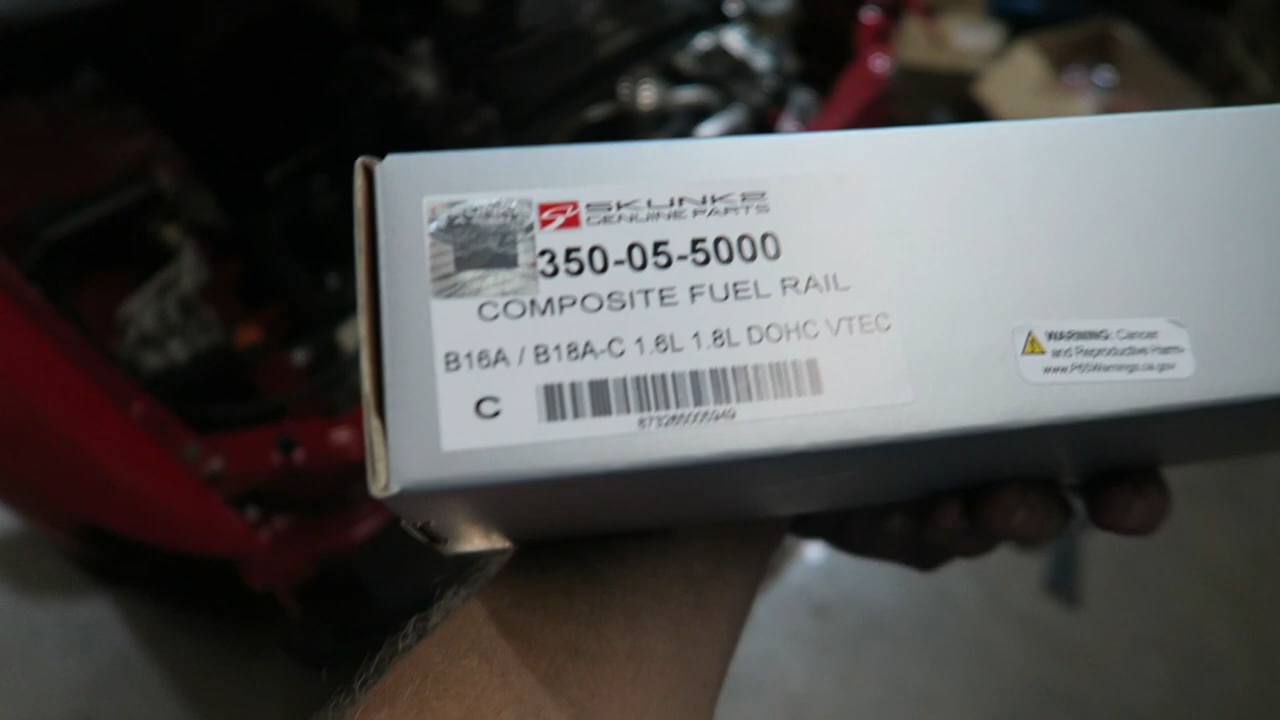 SKUNK2
GENUINE PARTS
350-05-5000
COMPOSITE FUEL RAIL
B16A / B18A-C 1.6L 1.8L DOHC VTEC
C
873265005949
WARNING: Cancer
and Reproductive Harm-
www.P65Warnings.ca.gov